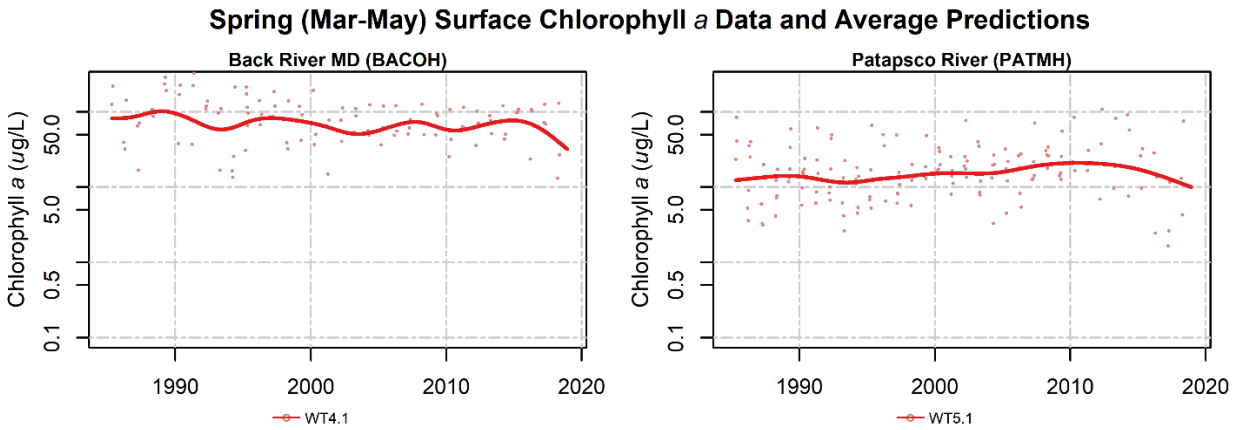 Spring (Mar-May) Surface Chlorophyll a Data and Average Predictions
Back River MD (BACOH)
Chlorophyll a (ug/L)
50.0
5.0
0.5
0.1
1990 2000 2010 2020
WT4.1
Patapsco River (PATMH)
Chlorophyll a (ug/L)
50.0
5.0
0.5
0.1
1990 2000 2010 2020
WT5.1